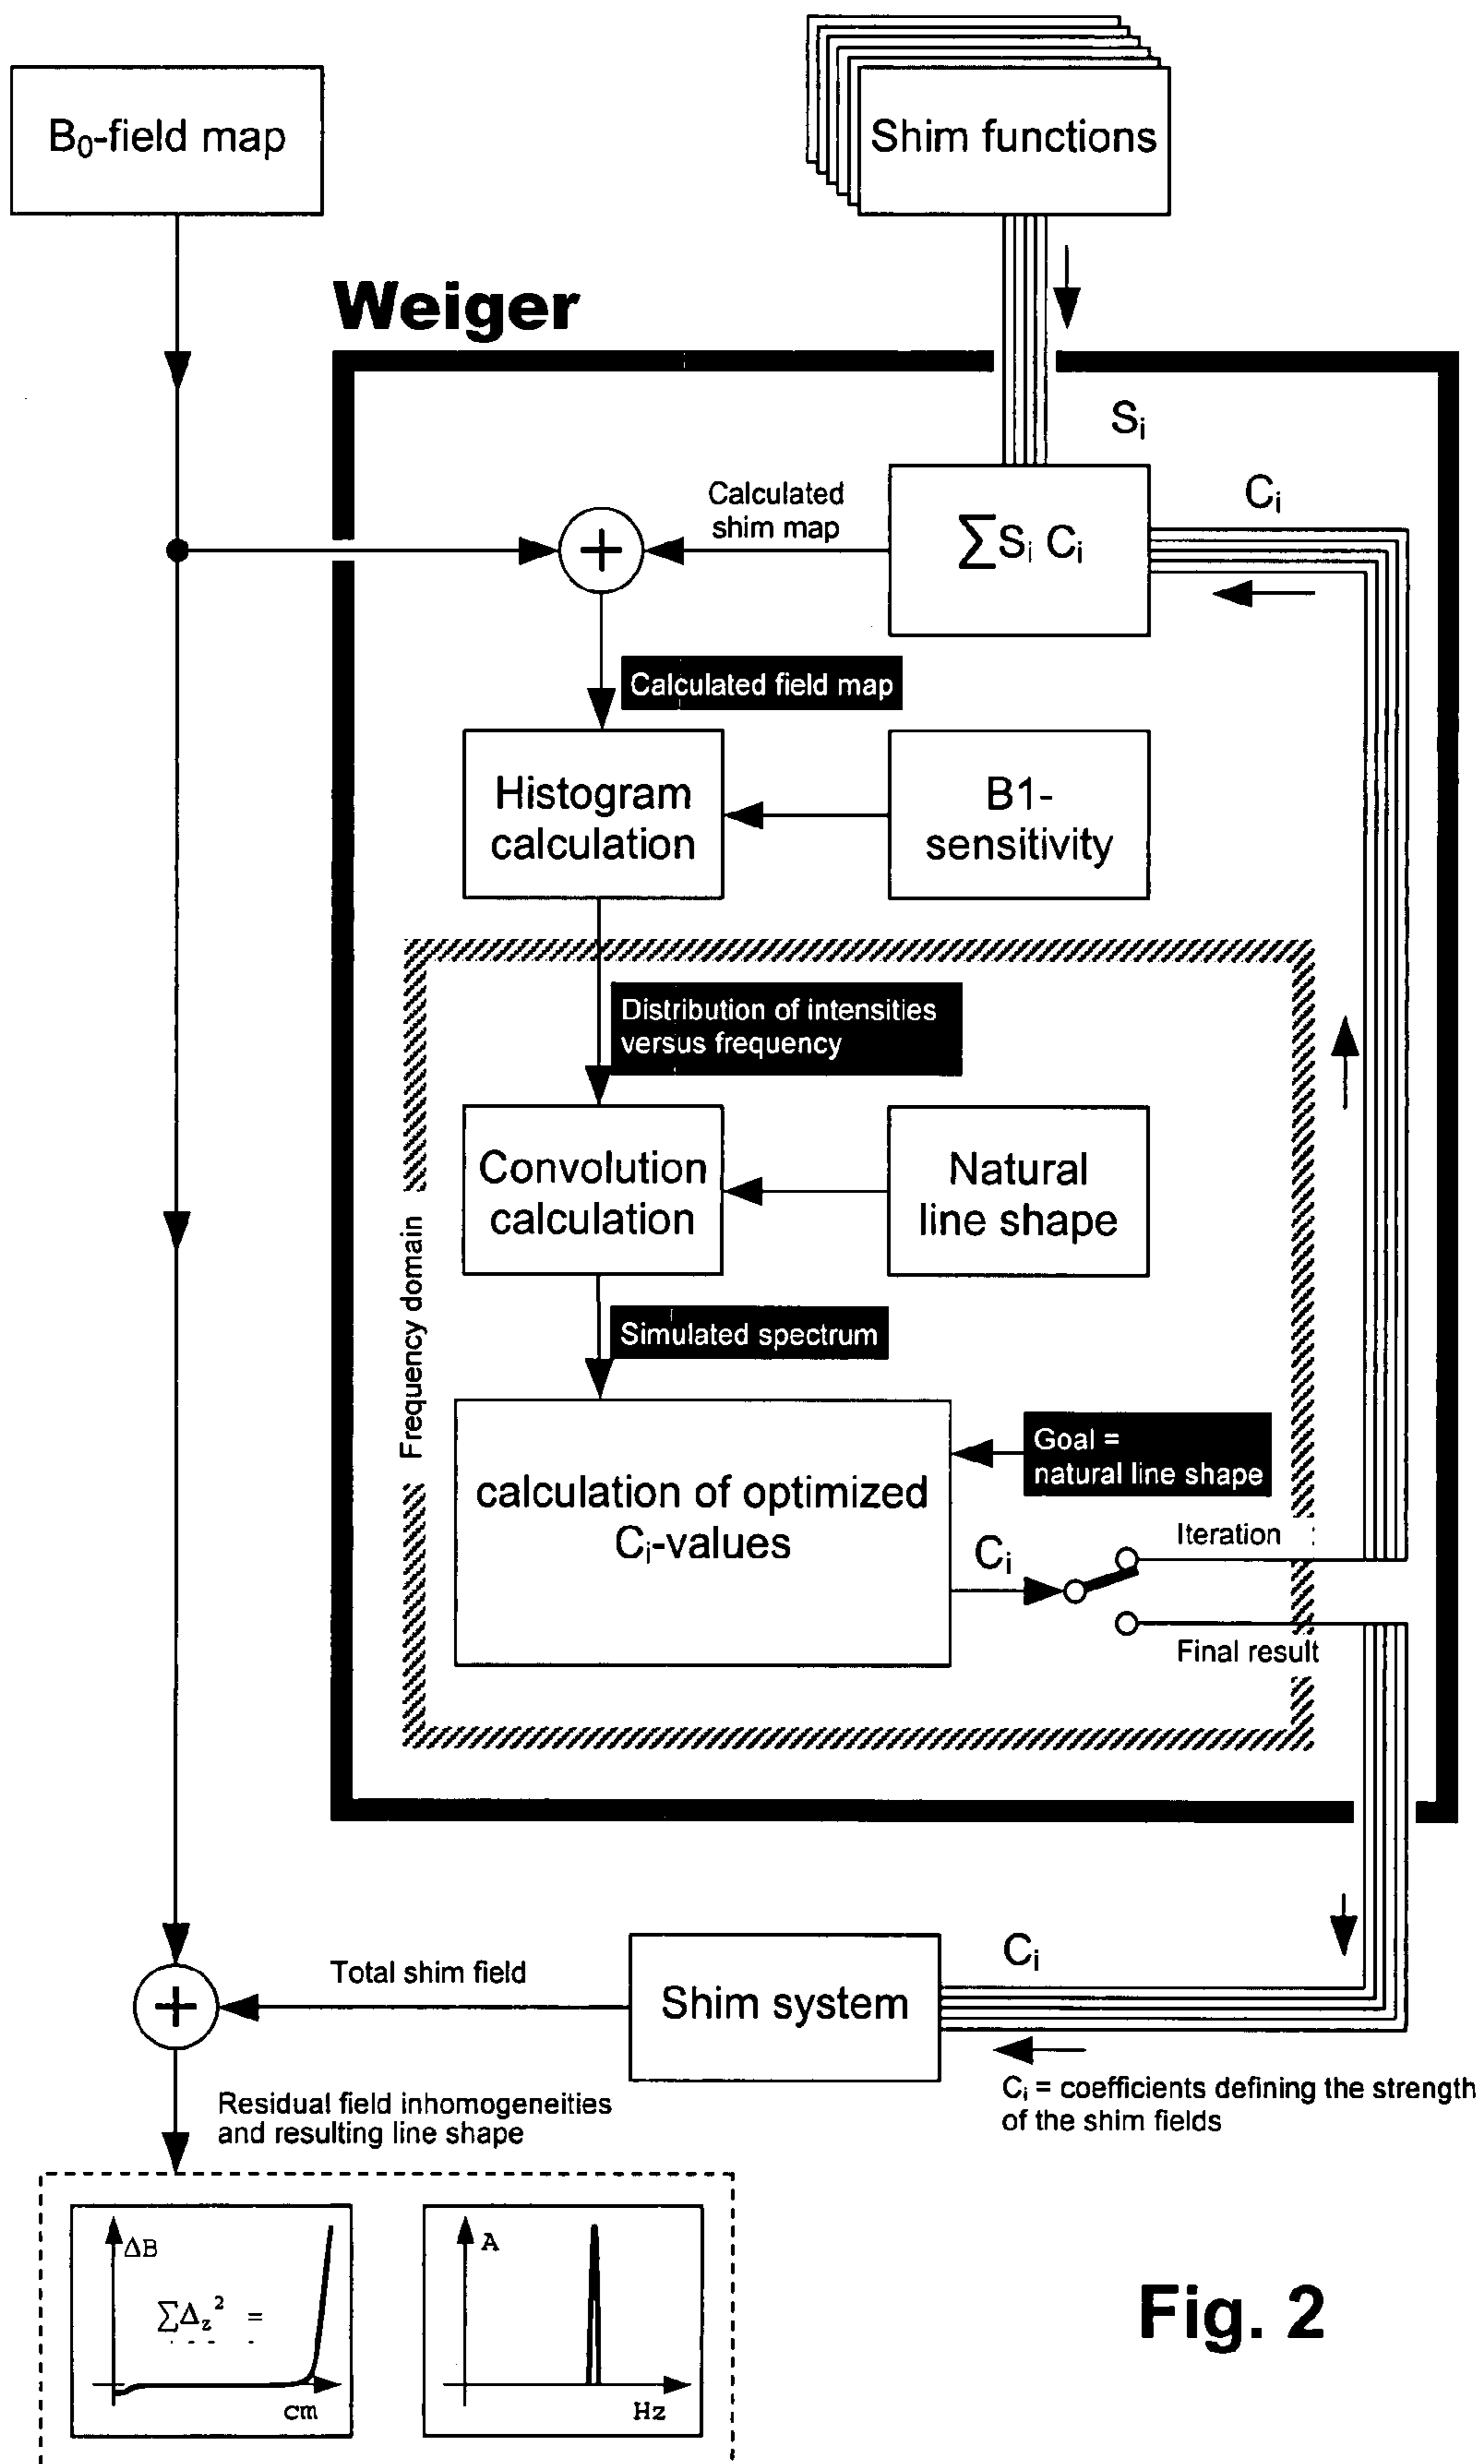 B₀-field map
Shim functions
Weiger
Sᵢ
Cᵢ
Calculated
shim map
∑Sᵢ Cᵢ
+
Calculated field map
Histogram
calculation
B1-
sensitivity
Distribution of intensities
versus frequency
Convolution
calculation
Natural
line shape
Frequency domain
Simulated spectrum
Goal =
natural line shape
calculation of optimized
Cᵢ-values
Cᵢ
Iteration
Final result
Total shim field
Shim system
Cᵢ
+
Cᵢ = coefficients defining the strength
of the shim fields
Residual field inhomogeneities
and resulting line shape
ΔB
∑Δz² =
cm
A
Hz
Fig. 2